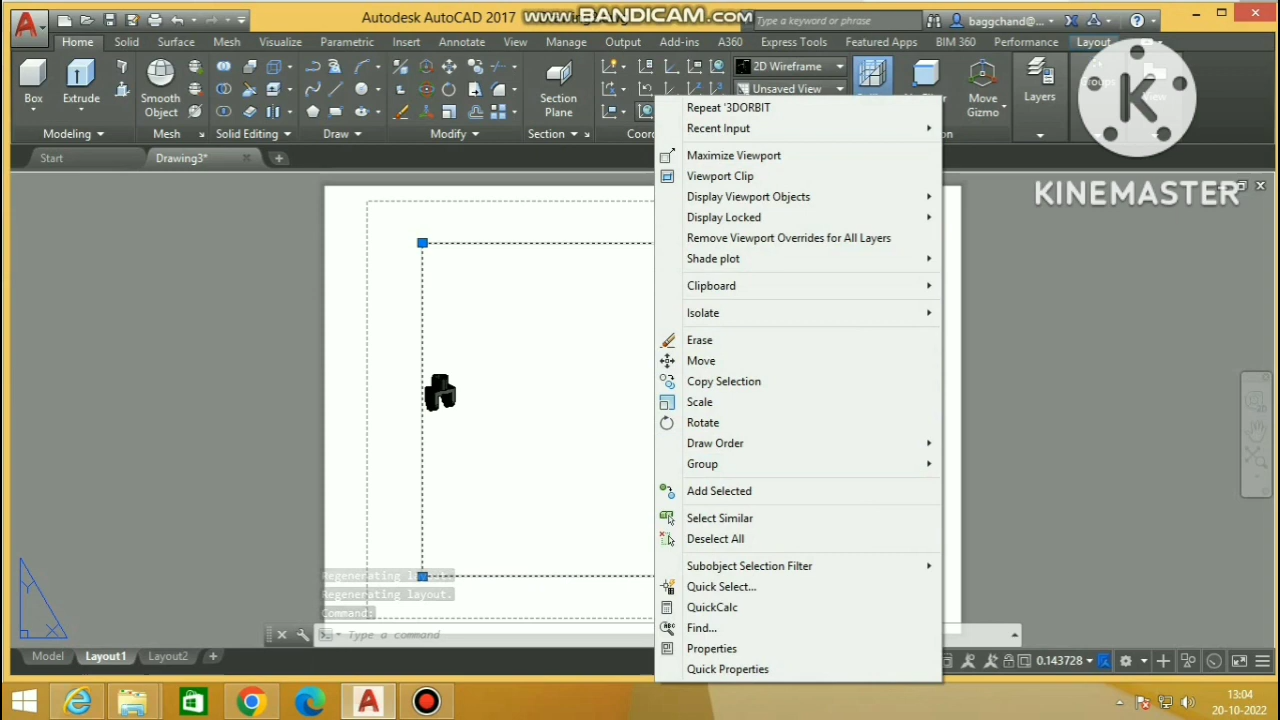 Autodesk AutoCAD 2017
WWW.BANDICAM.COM
Type a keyword or phrase
baggchand@...
Home Solid Surface Mesh Visualize Parametric Insert Annotate View Manage Output Add-ins A360 Express Tools Featured Apps BIM 360 Performance Layout
2D Wireframe
Unsaved View
Box Extrude Smooth Object Section Plane Move Gizmo Layers
Modeling Mesh Solid Editing Draw Modify Section
K
KINEMASTER
Start Drawing3*
Repeat '3DORBIT
Recent Input
Maximize Viewport
Viewport Clip
Display Viewport Objects
Display Locked
Remove Viewport Overrides for All Layers
Shade plot
Clipboard
Isolate
Erase
Move
Copy Selection
Scale
Rotate
Draw Order
Group
Add Selected
Select Similar
Deselect All
Subobject Selection Filter
Quick Select...
QuickCalc
Find...
Properties
Quick Properties
Regenerating layout.
Regenerating layout.
Command:
Type a command
Y
X
Model Layout1 Layout2
0.143728
13:04
20-10-2022